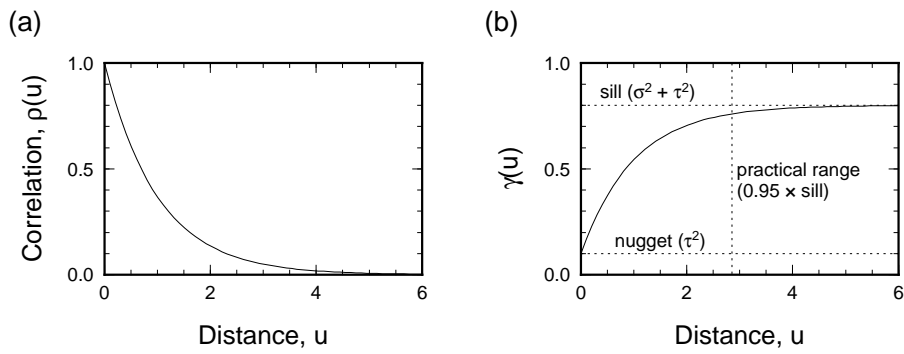 (a)
Correlation, ρ(u)
1.0
0.5
0.0
0
2
4
6
Distance, u
(b)
γ(u)
1.0
0.5
0.0
sill (σ² + τ²)
practical range
(0.95 × sill)
nugget (τ²)
0
2
4
6
Distance, u